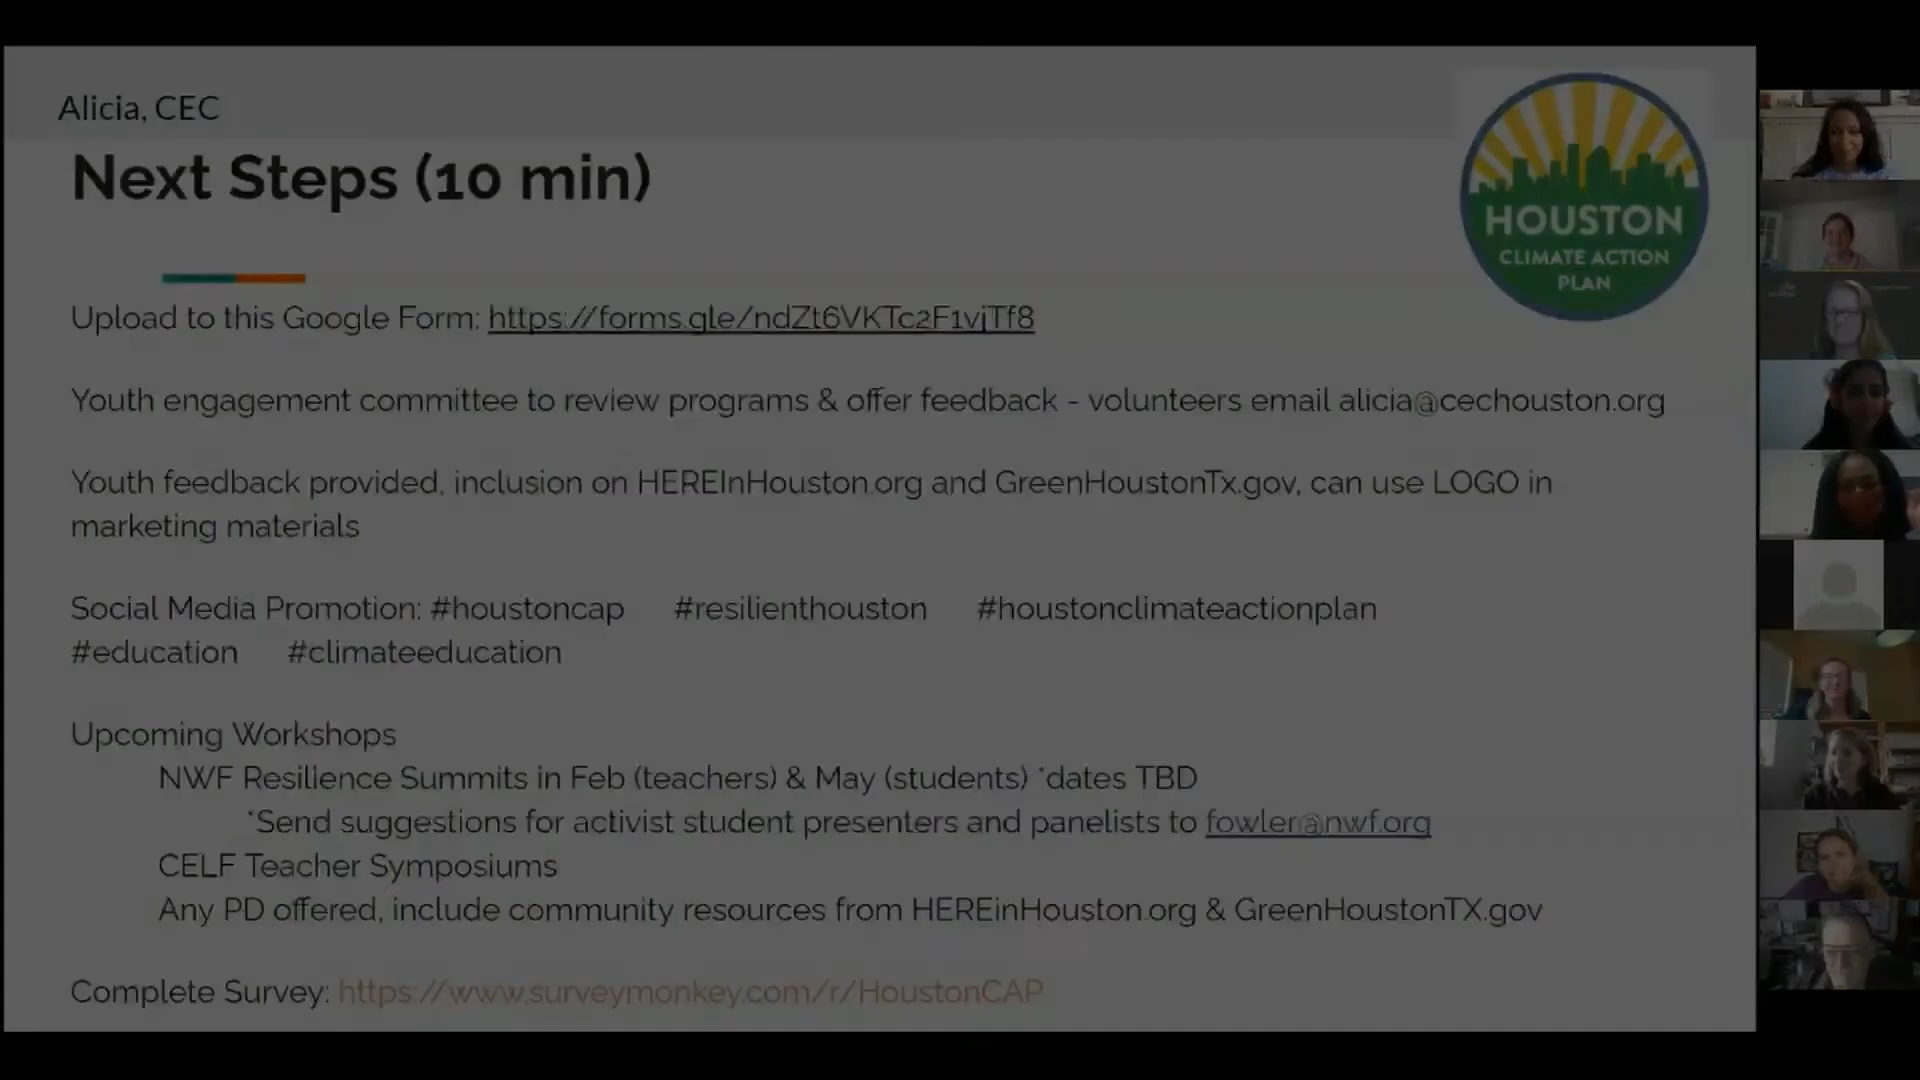 Alicia, CEC
Next Steps (10 min)
HOUSTON
CLIMATE ACTION
PLAN
Upload to this Google Form: https://forms.gle/ndZt6VKTc2F1vjTf8
Youth engagement committee to review programs & offer feedback - volunteers email alicia@cechouston.org
Youth feedback provided, inclusion on HEREInHouston.org and GreenHoustonTx.gov, can use LOGO in
marketing materials
Social Media Promotion: #houstoncap #resilienthouston #houstonclimateactionplan
#education #climateeducation
Upcoming Workshops
NWF Resilience Summits in Feb (teachers) & May (students) *dates TBD
*Send suggestions for activist student presenters and panelists to fowler@nwf.org
CELF Teacher Symposiums
Any PD offered, include community resources from HEREinHouston.org & GreenHoustonTX.gov
Complete Survey: https://www.surveymonkey.com/r/HoustonCAP